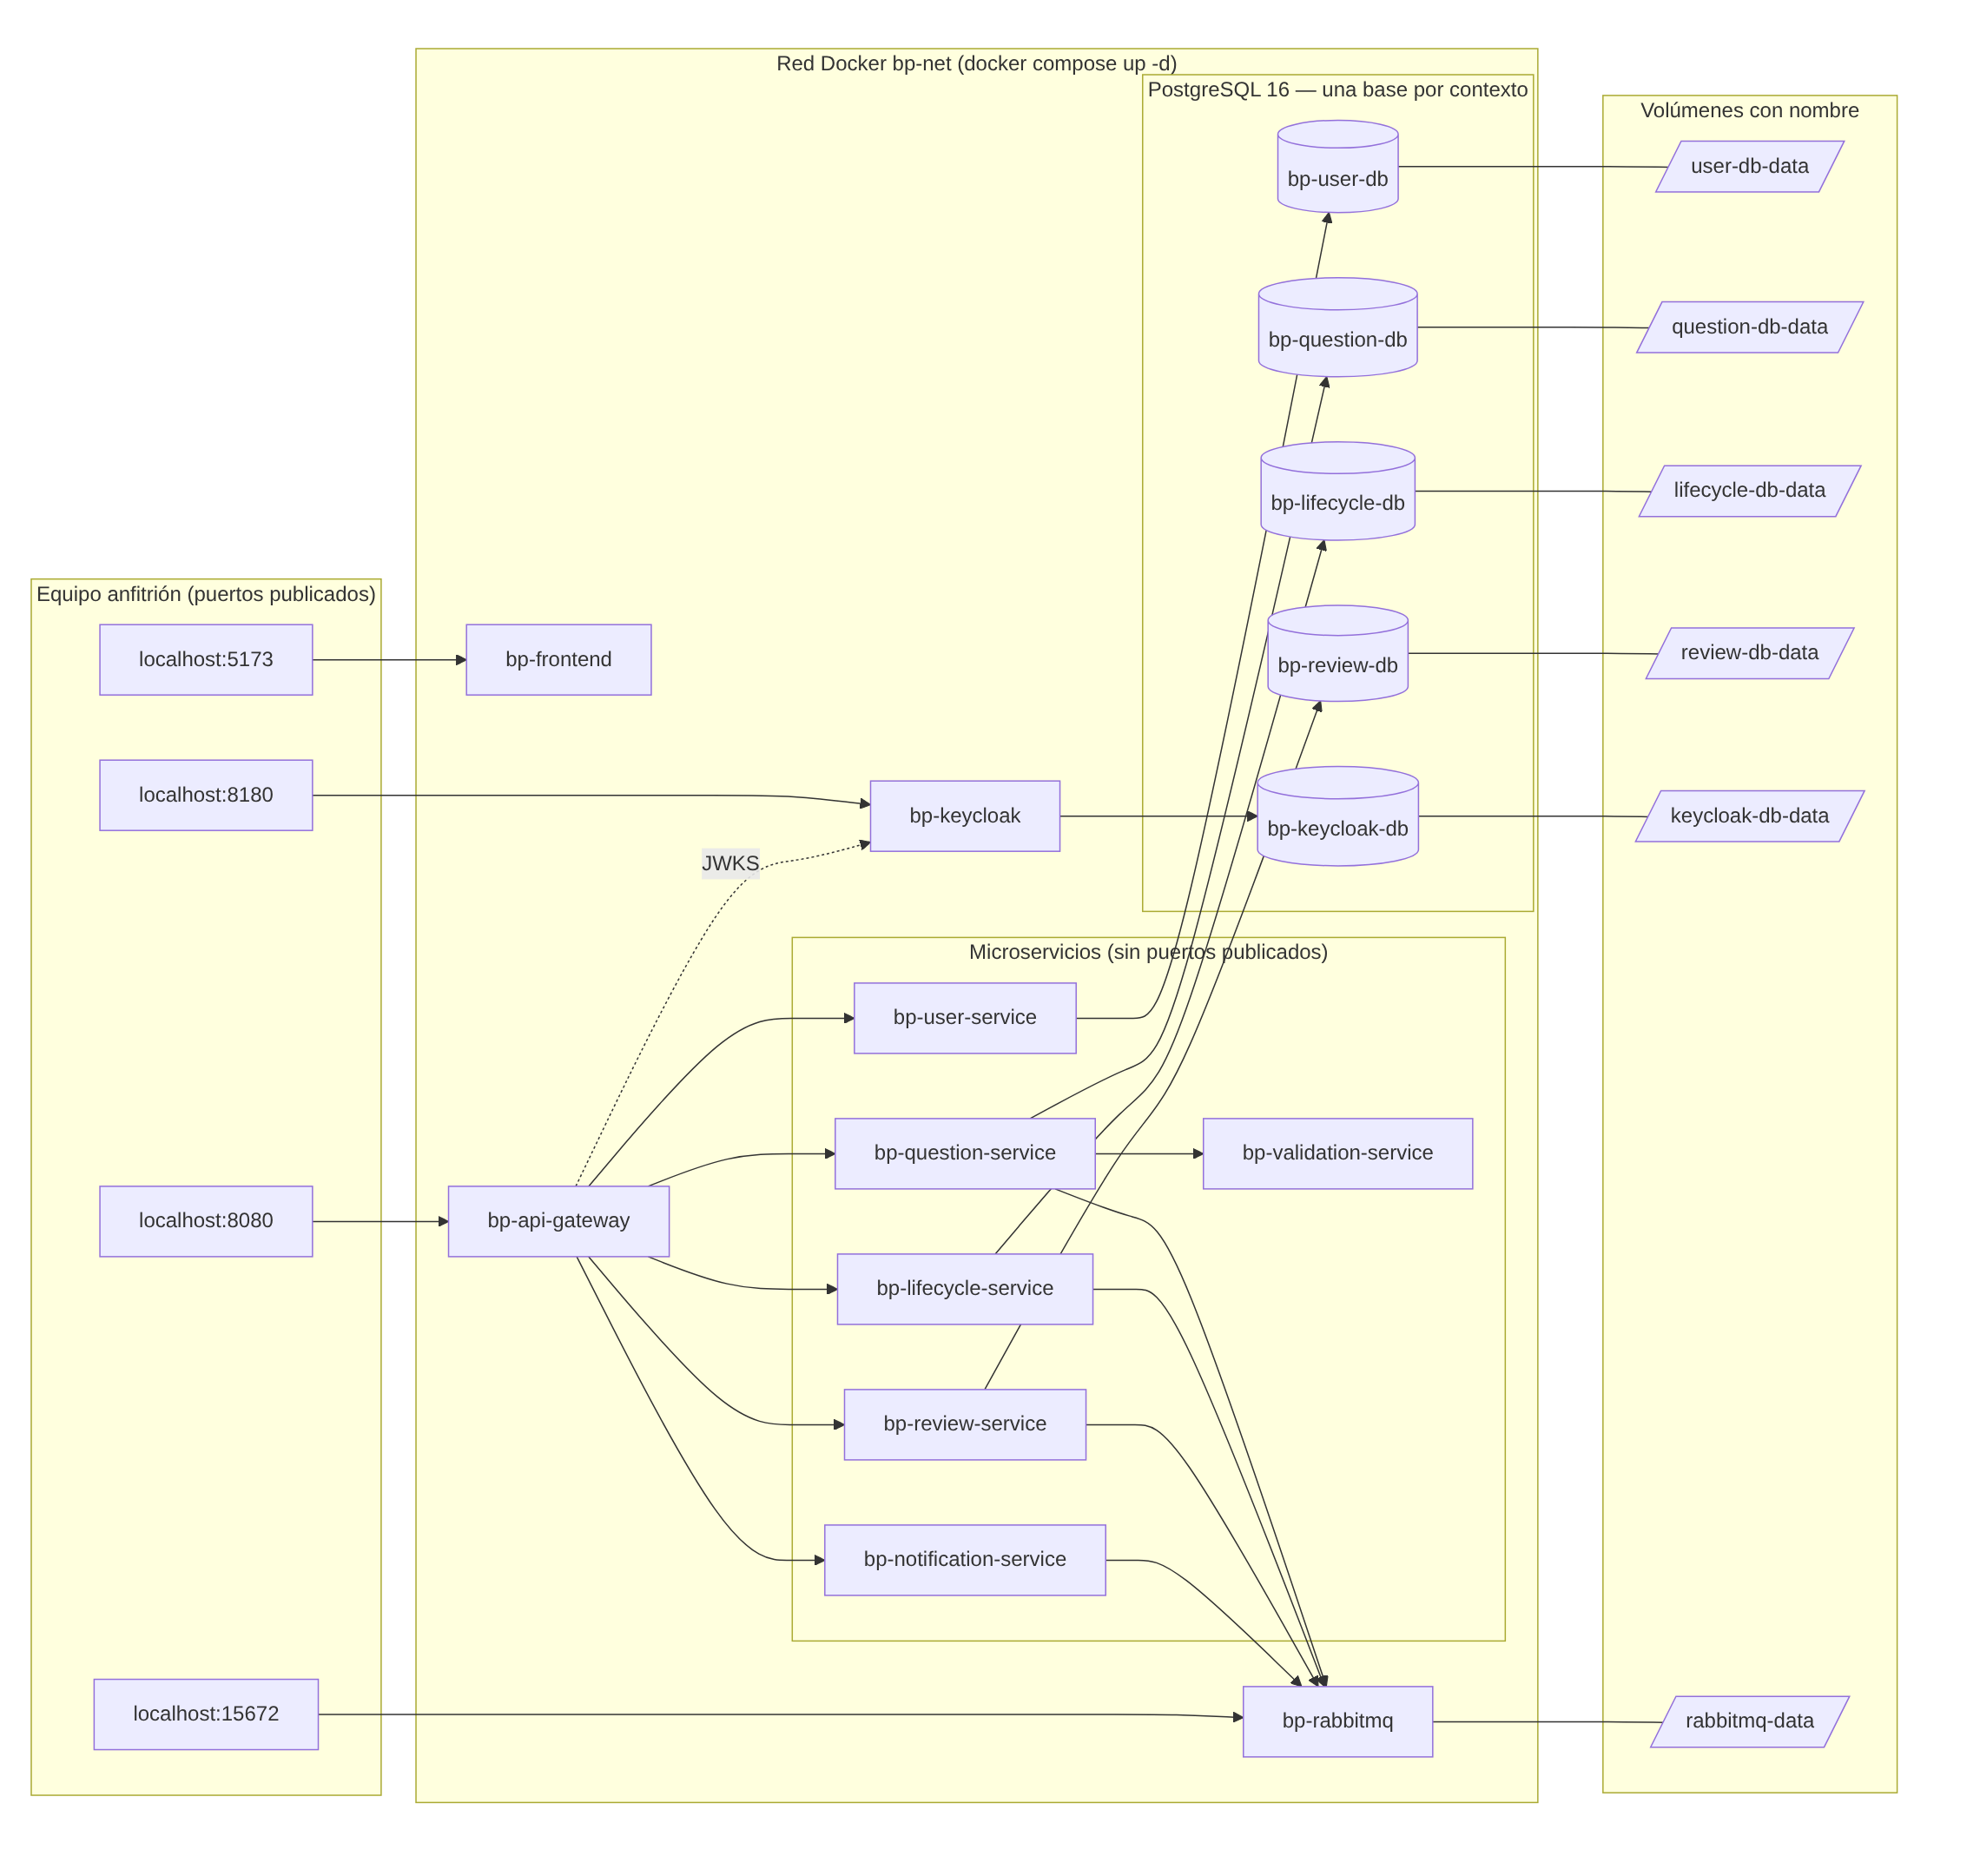 Red Docker bp-net (docker compose up -d)
PostgreSQL 16 — una base por contexto
Volúmenes con nombre
bp-user-db
user-db-data
bp-question-db
question-db-data
bp-lifecycle-db
lifecycle-db-data
Equipo anfitrión (puertos publicados)
localhost:5173
bp-frontend
bp-review-db
review-db-data
localhost:8180
bp-keycloak
bp-keycloak-db
keycloak-db-data
JWKS
Microservicios (sin puertos publicados)
bp-user-service
bp-question-service
bp-validation-service
localhost:8080
bp-api-gateway
bp-lifecycle-service
bp-review-service
bp-notification-service
localhost:15672
bp-rabbitmq
rabbitmq-data